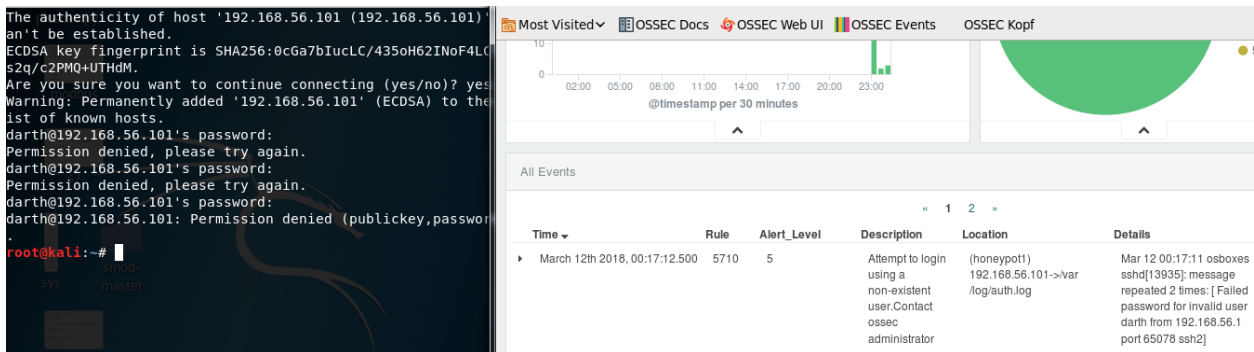 The authenticity of host '192.168.56.101 (192.168.56.101)'
an't be established.
ECDSA key fingerprint is SHA256:0cGa7bIucLC/435oH62INoF4LC
s2q/c2PMQ+UTHdM.
Are you sure you want to continue connecting (yes/no)? yes
Warning: Permanently added '192.168.56.101' (ECDSA) to the
ist of known hosts.
darth@192.168.56.101's password:
Permission denied, please try again.
darth@192.168.56.101's password:
Permission denied, please try again.
darth@192.168.56.101's password:
darth@192.168.56.101: Permission denied (publickey,passwor
.
root@kali:~#
smod-
sys master
Most Visited OSSEC Docs OSSEC Web UI OSSEC Events OSSEC Kopf
10
0
02:00 05:00 08:00 11:00 14:00 17:00 20:00 23:00
@timestamp per 30 minutes
All Events
« 1 2 »
Time Rule Alert_Level Description Location Details
March 12th 2018, 00:17:12.500 5710 5 Attempt to login (honeypot1) Mar 12 00:17:11 osboxes
using a 192.168.56.101->/var sshd[13935]: message
non-existent /log/auth.log repeated 2 times: [ Failed
user.Contact password for invalid user
ossec darth from 192.168.56.1
administrator port 65078 ssh2]